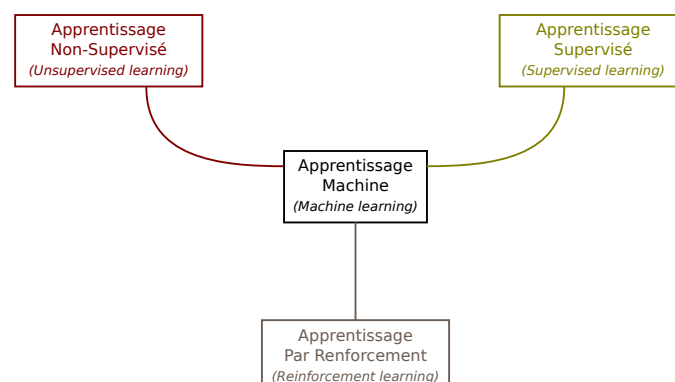 Apprentissage
Non-Supervisé
(Unsupervised learning)
Apprentissage
Supervisé
(Supervised learning)
Apprentissage
Machine
(Machine learning)
Apprentissage
Par Renforcement
(Reinforcement learning)